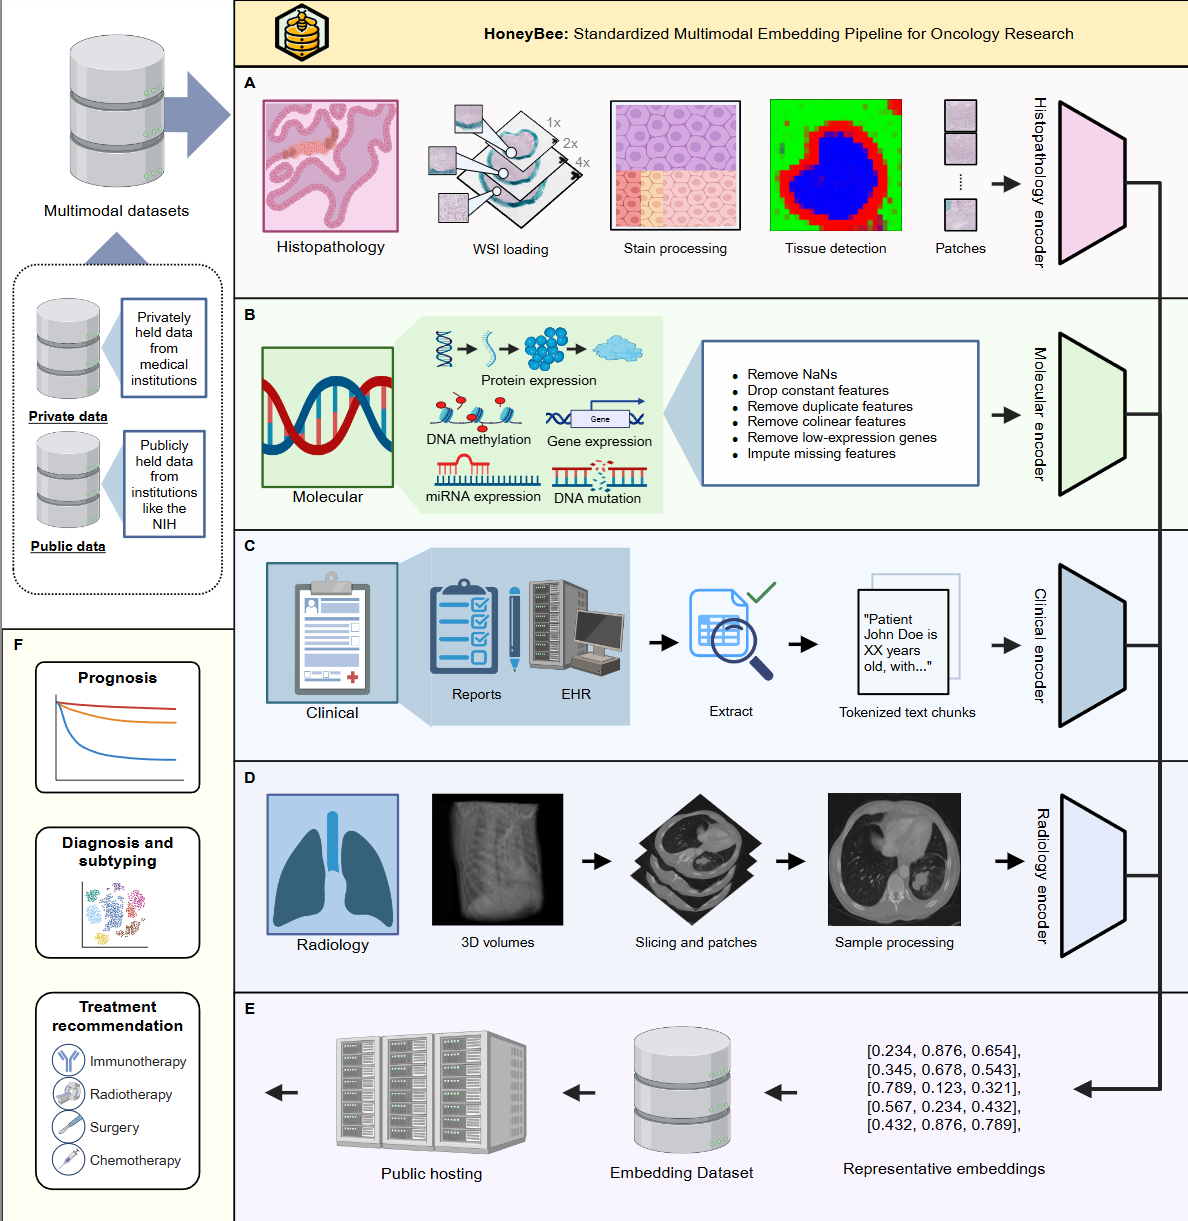 HoneyBee: Standardized Multimodal Embedding Pipeline for Oncology Research
Multimodal datasets
Privately
held data
from
medical
institutions
Private data
Publicly
held data
from
institutions
like the
NIH
Public data
A
Histopathology
1x
2x
4x
WSI loading
Stain processing
Tissue detection
Patches
Histopathology encoder
B
Molecular
Protein expression
DNA methylation
Gene
Gene expression
miRNA expression
DNA mutation
• Remove NaNs
• Drop constant features
• Remove duplicate features
• Remove colinear features
• Remove low-expression genes
• Impute missing features
Molecular encoder
C
Clinical
Reports
EHR
Extract
"Patient
John Doe is
XX years
old, with..."
Tokenized text chunks
Clinical encoder
D
Radiology
3D volumes
Slicing and patches
Sample processing
Radiology encoder
E
[0.234, 0.876, 0.654],
[0.345, 0.678, 0.543],
[0.789, 0.123, 0.321],
[0.567, 0.234, 0.432],
[0.432, 0.876, 0.789],
Representative embeddings
Embedding Dataset
Public hosting
F
Prognosis
Diagnosis and
subtyping
Treatment
recommendation
Immunotherapy
Radiotherapy
Surgery
Chemotherapy